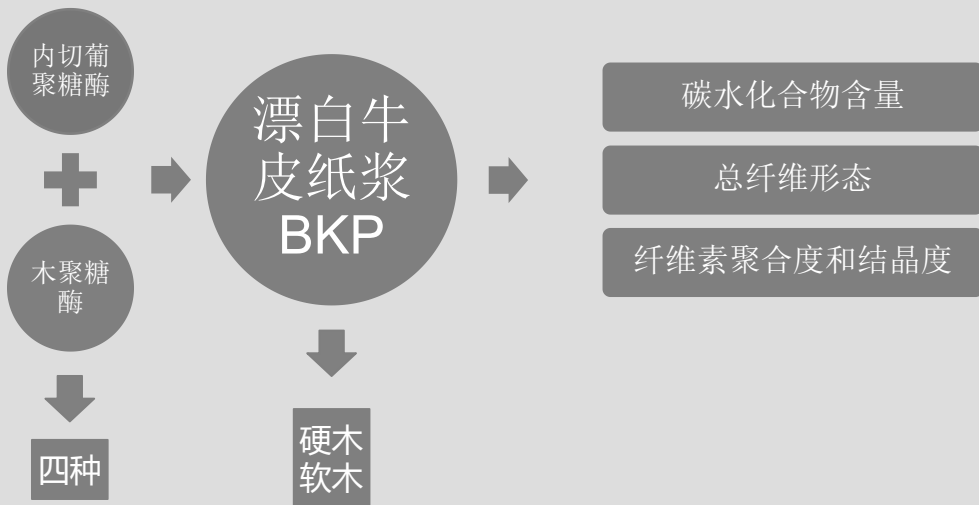 内切葡
聚糖酶
木聚糖
酶
四种
漂白牛
皮纸浆
BKP
硬木
软木
碳水化合物含量
总纤维形态
纤维素聚合度和结晶度